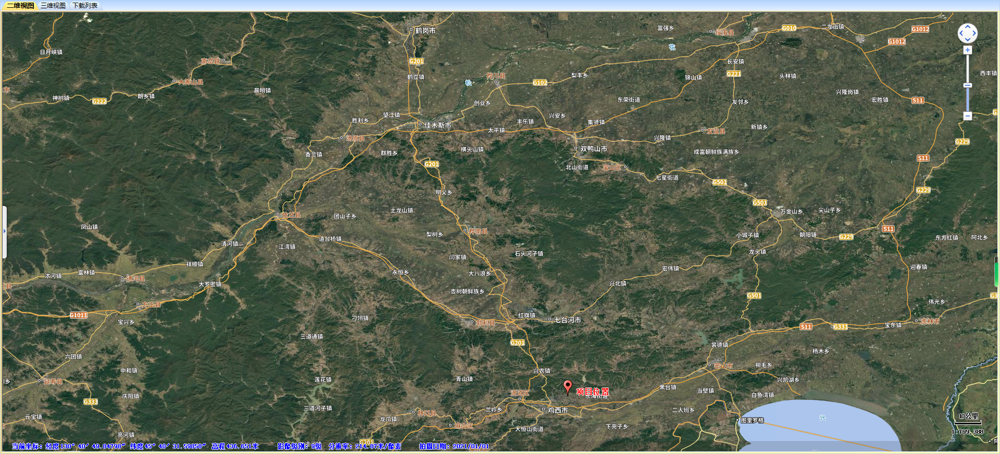 二维视图 三维视图 下载列表
鹤岗市
富强乡
绥滨县
G010
二龙山镇
G1012
G1012
日月峡镇
南岔县
G201
花
长安镇
大箐山县
鹤立镇
松
桦川县
G102
梨丰乡
锦山镇
G221
头林镇
西丰镇
市
神树镇
G222
朗乡镇
晨明镇
创业乡
东荣街道
友邻乡
兴隆岗镇
宏胜镇
S11
望江镇
胜利乡
佳木斯市
太平镇
丰乐镇
兴安乡
集贤镇
友谊县
新镇乡
汤原县
兴隆镇
G229
香兰镇
群胜乡
横头山镇
双鸭山市
成富朝鲜族满族乡
S11
G201
北山街道
宝山区
七星街道
G501
G229
明义乡
G501
依兰县
团山子乡
土龙山镇
万金山乡
尖山子乡
凤山镇
桦南县
S11
清河镇
江湾镇
道台桥镇
梨树乡
小城子镇
朝阳镇
G229
东方红镇
阿北乡
石头河子镇
闫家镇
龙头镇
祥顺镇
浓河镇
富林镇
通河县
永恒乡
大八浪乡
宏伟镇
迎春镇
大罗密镇
兴北镇
杏树朝鲜族乡
G501
方正县
伟光乡
G1011
宝兴乡
刁翎镇
勃利县
红旗镇
七台河市
S11
G331
宝东镇
虎林市
三道通镇
G201
裴德镇
杨木乡
六团镇
中和镇
兴农镇
密山市
柳毛乡
延寿县
莲花镇
青山镇
兴凯湖乡
项目位置
黑台镇
当壁镇
庆阳镇
G333
滴道区
白鱼湾镇
三道河子镇
兰岭乡
鸡西市
二人班乡
元宝镇
龙爪镇
林口县
麻山区
大恒山街道
下亮子乡
图里罗格
兴
10公里
1:799,388
亮河镇
G201
当前坐标：经度130° 40′ 49.84798″ 纬度45° 40′ 31.59858″ 高程436.651米 影像级别：9级 分辨率：214.87米/像素 拍摄日期：2021/01/01。